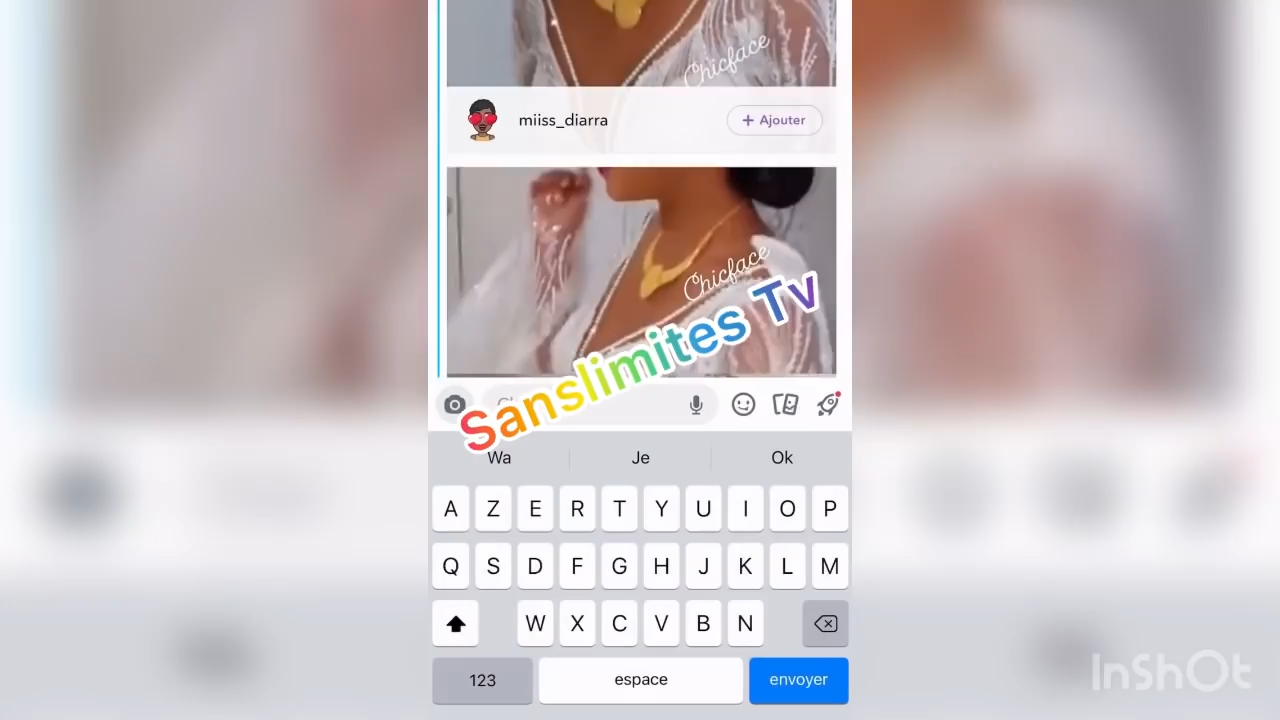 Chicface
miiss_diarra
+ Ajouter
Chicface
Sanslimites Tv
Wa
Je
Ok
A Z E R T Y U I O P
Q S D F G H J K L M
W X C V B N
123
espace
envoyer
InShOt